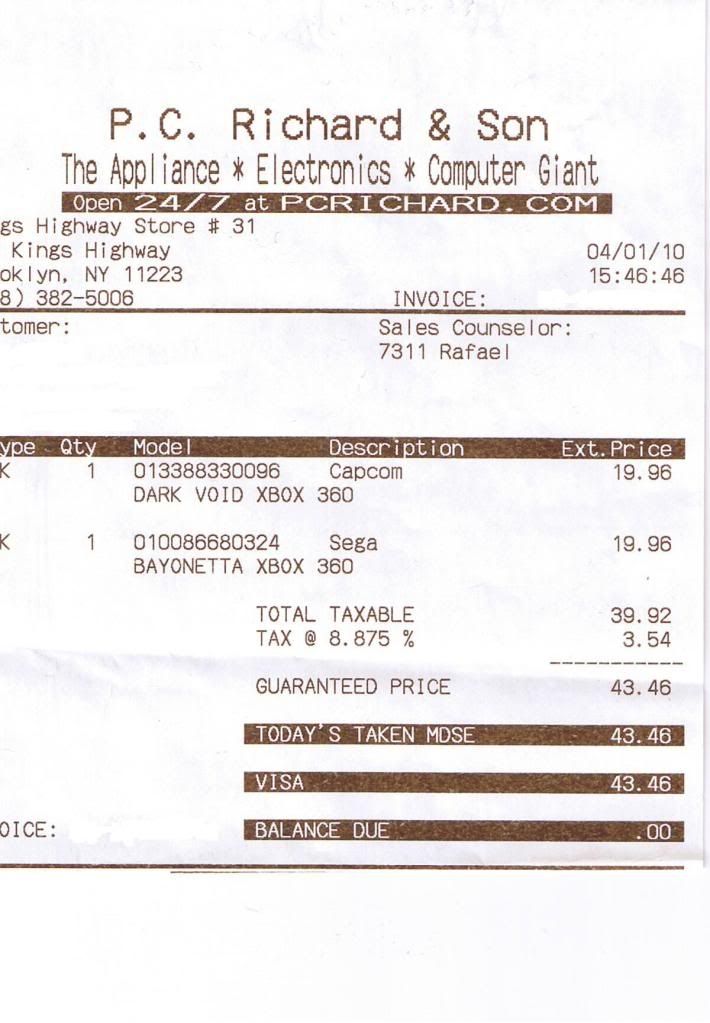 P.C. Richard & Son
The Appliance * Electronics * Computer Giant
Open 24/7 at PCRICHARD.COM
gs Highway Store # 31
Kings Highway 04/01/10
oklyn, NY 11223 15:46:46
8) 382-5006 INVOICE:
tomer: Sales Counselor:
7311 Rafael
ype Qty Model Description Ext.Price
K 1 013388330096 Capcom 19.96
DARK VOID XBOX 360
K 1 010086680324 Sega 19.96
BAYONETTA XBOX 360
TOTAL TAXABLE 39.92
TAX @ 8.875 % 3.54
GUARANTEED PRICE 43.46
TODAY'S TAKEN MDSE 43.46
VISA 43.46
OICE: BALANCE DUE .00